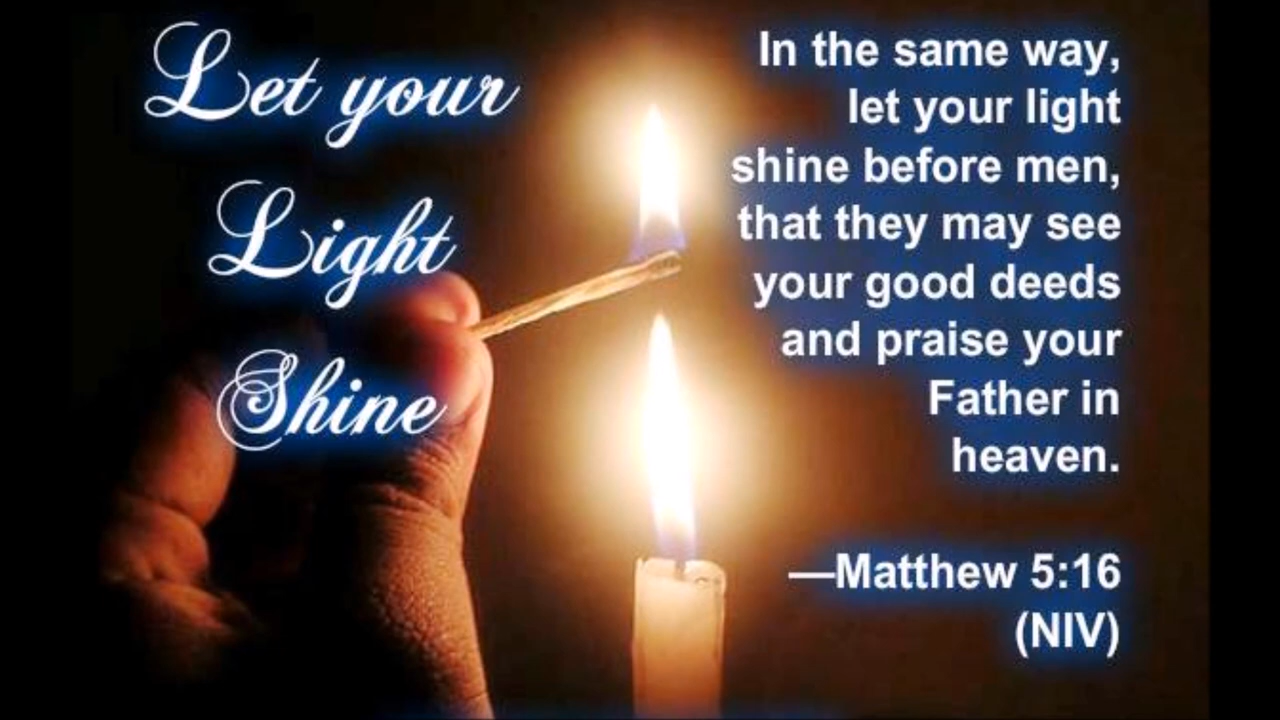 Let your
Light
Shine
In the same way,
let your light
shine before men,
that they may see
your good deeds
and praise your
Father in
heaven.
—Matthew 5:16
(NIV)